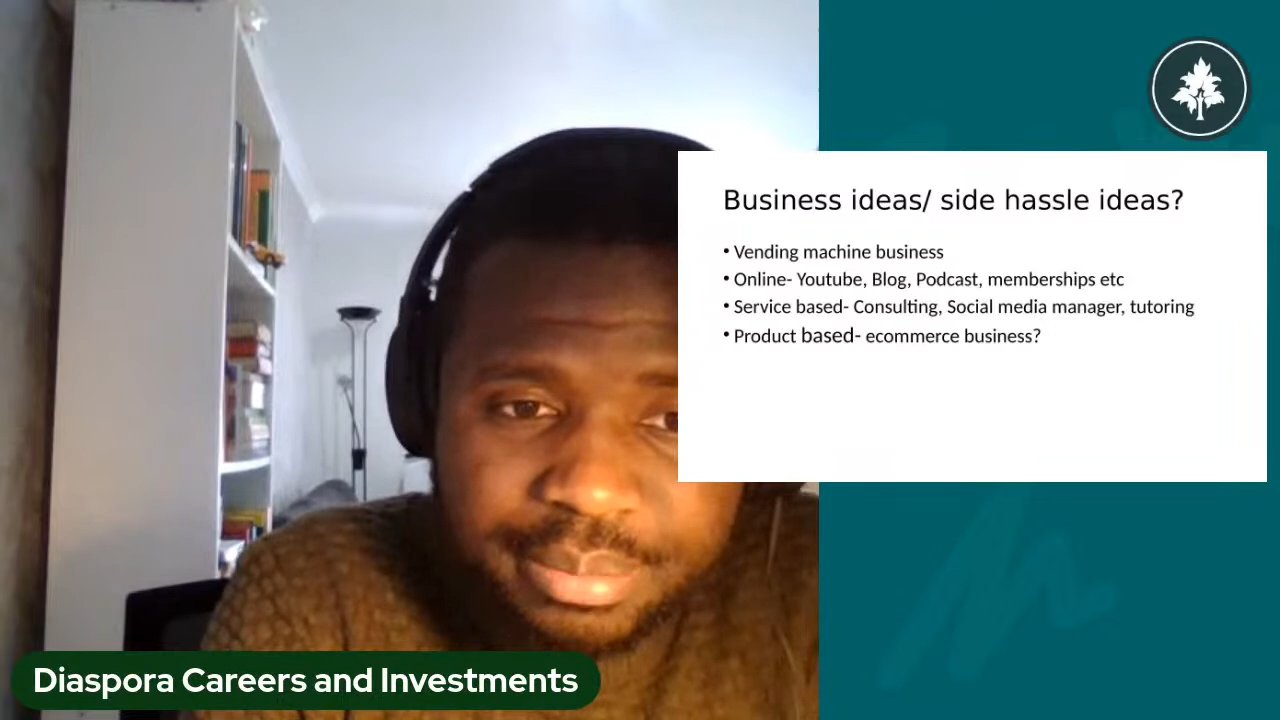 Business ideas/ side hassle ideas?
• Vending machine business
• Online- Youtube, Blog, Podcast, memberships etc
• Service based- Consulting, Social media manager, tutoring
• Product based- ecommerce business?
Diaspora Careers and Investments